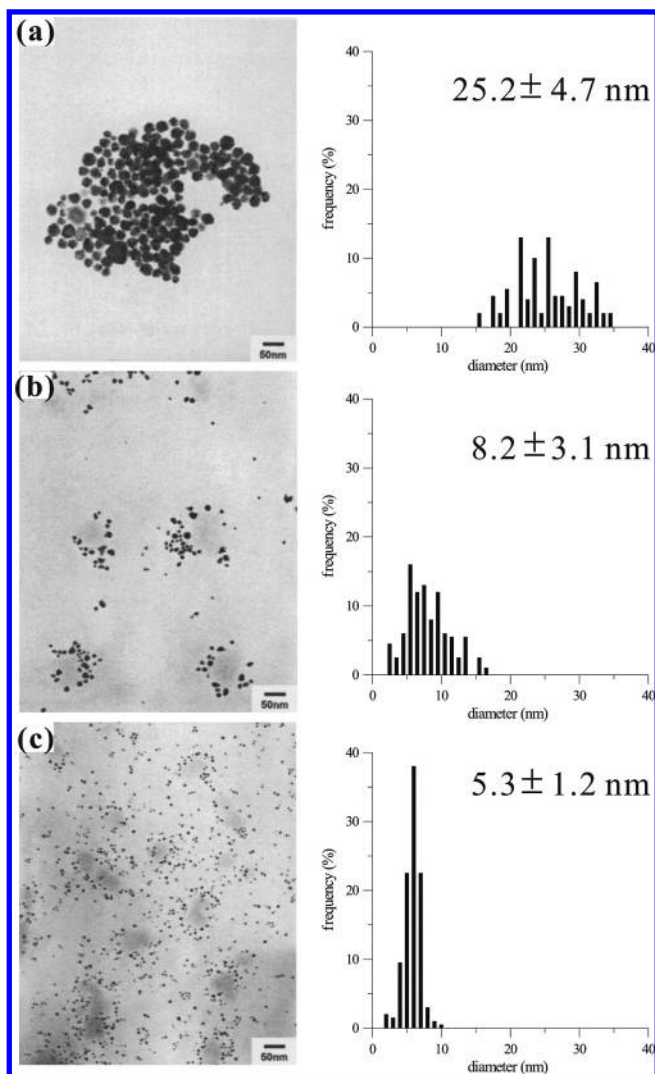 (a)
50nm
25.2± 4.7 nm
40
30
20
10
0
frequency (%)
0 10 20 30 40
diameter (nm)
(b)
50nm
8.2±3.1 nm
40
30
20
10
0
frequency (%)
0 10 20 30 40
diameter (nm)
(c)
50nm
5.3± 1.2 nm
40
30
20
10
0
frequency (%)
0 10 20 30 40
diameter (nm)